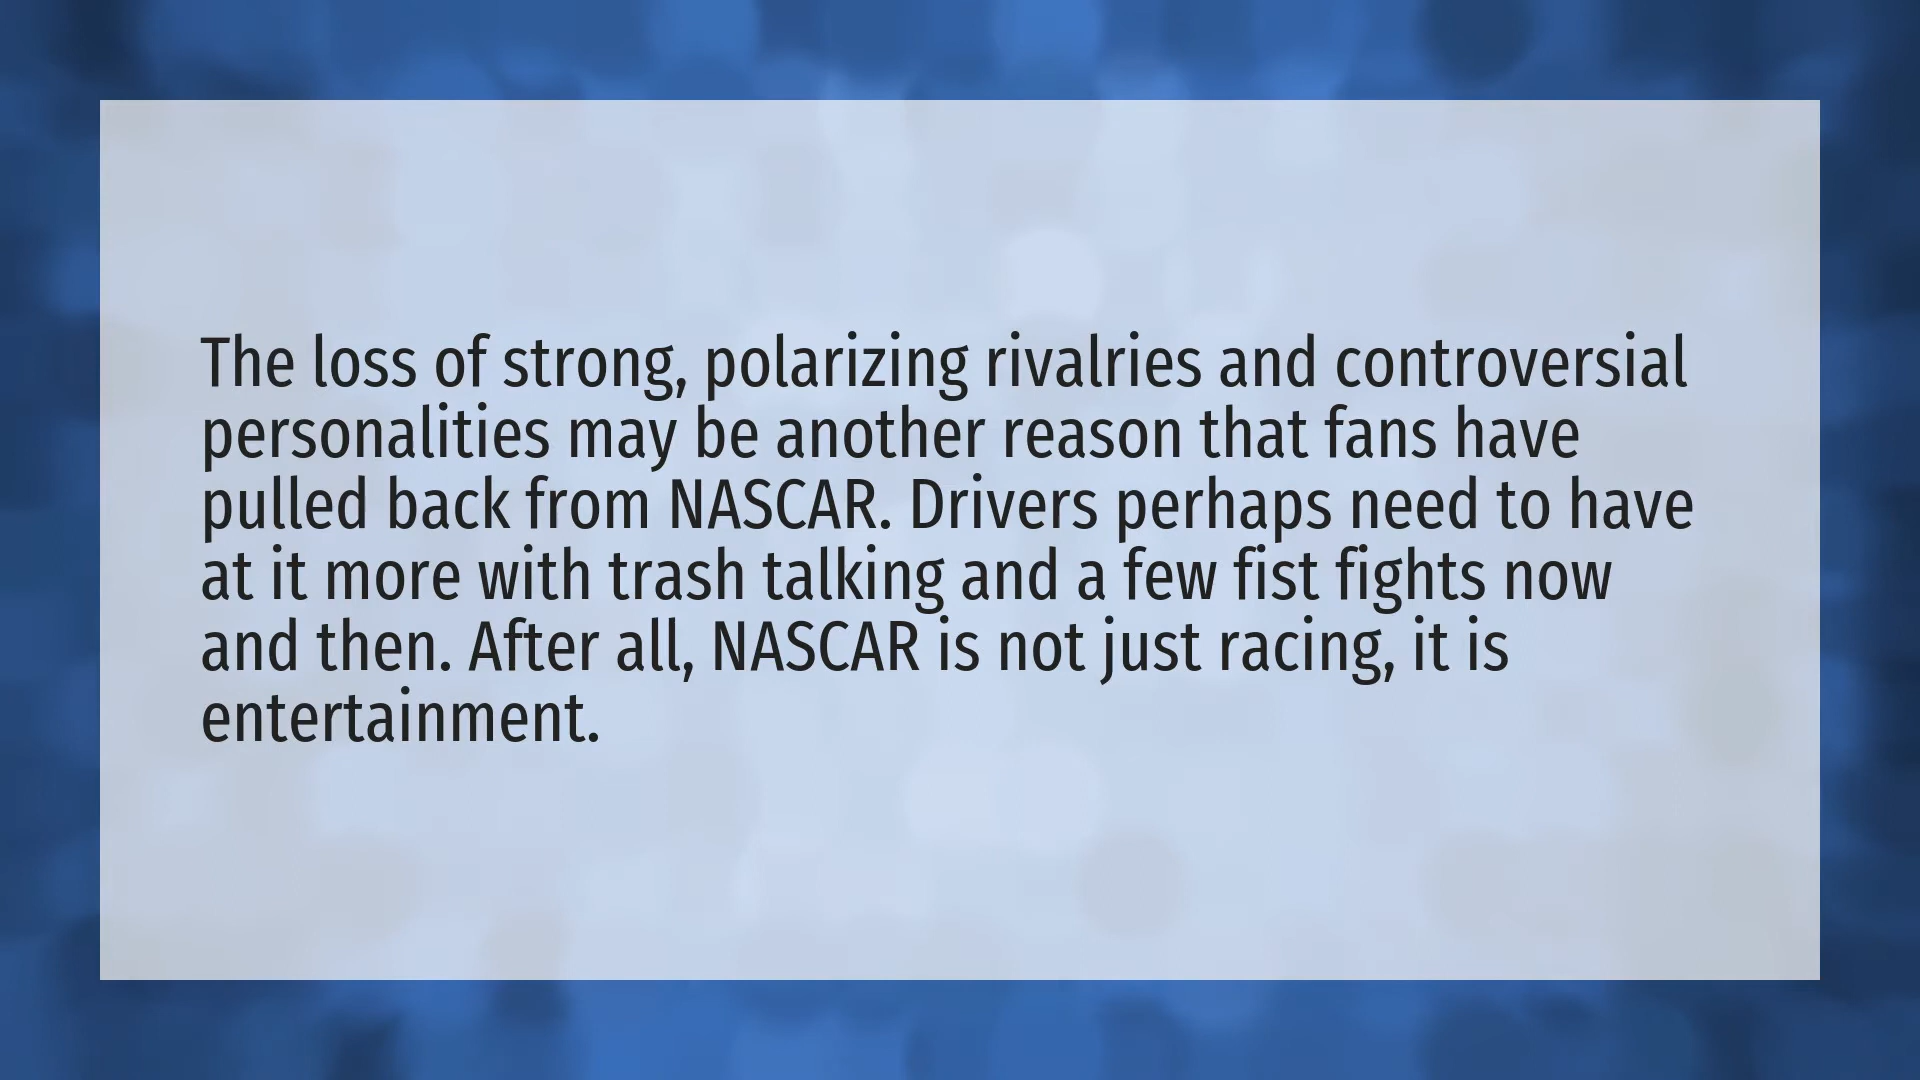 The loss of strong, polarizing rivalries and controversial
personalities may be another reason that fans have
pulled back from NASCAR. Drivers perhaps need to have
at it more with trash talking and a few fist fights now
and then. After all, NASCAR is not just racing, it is
entertainment.